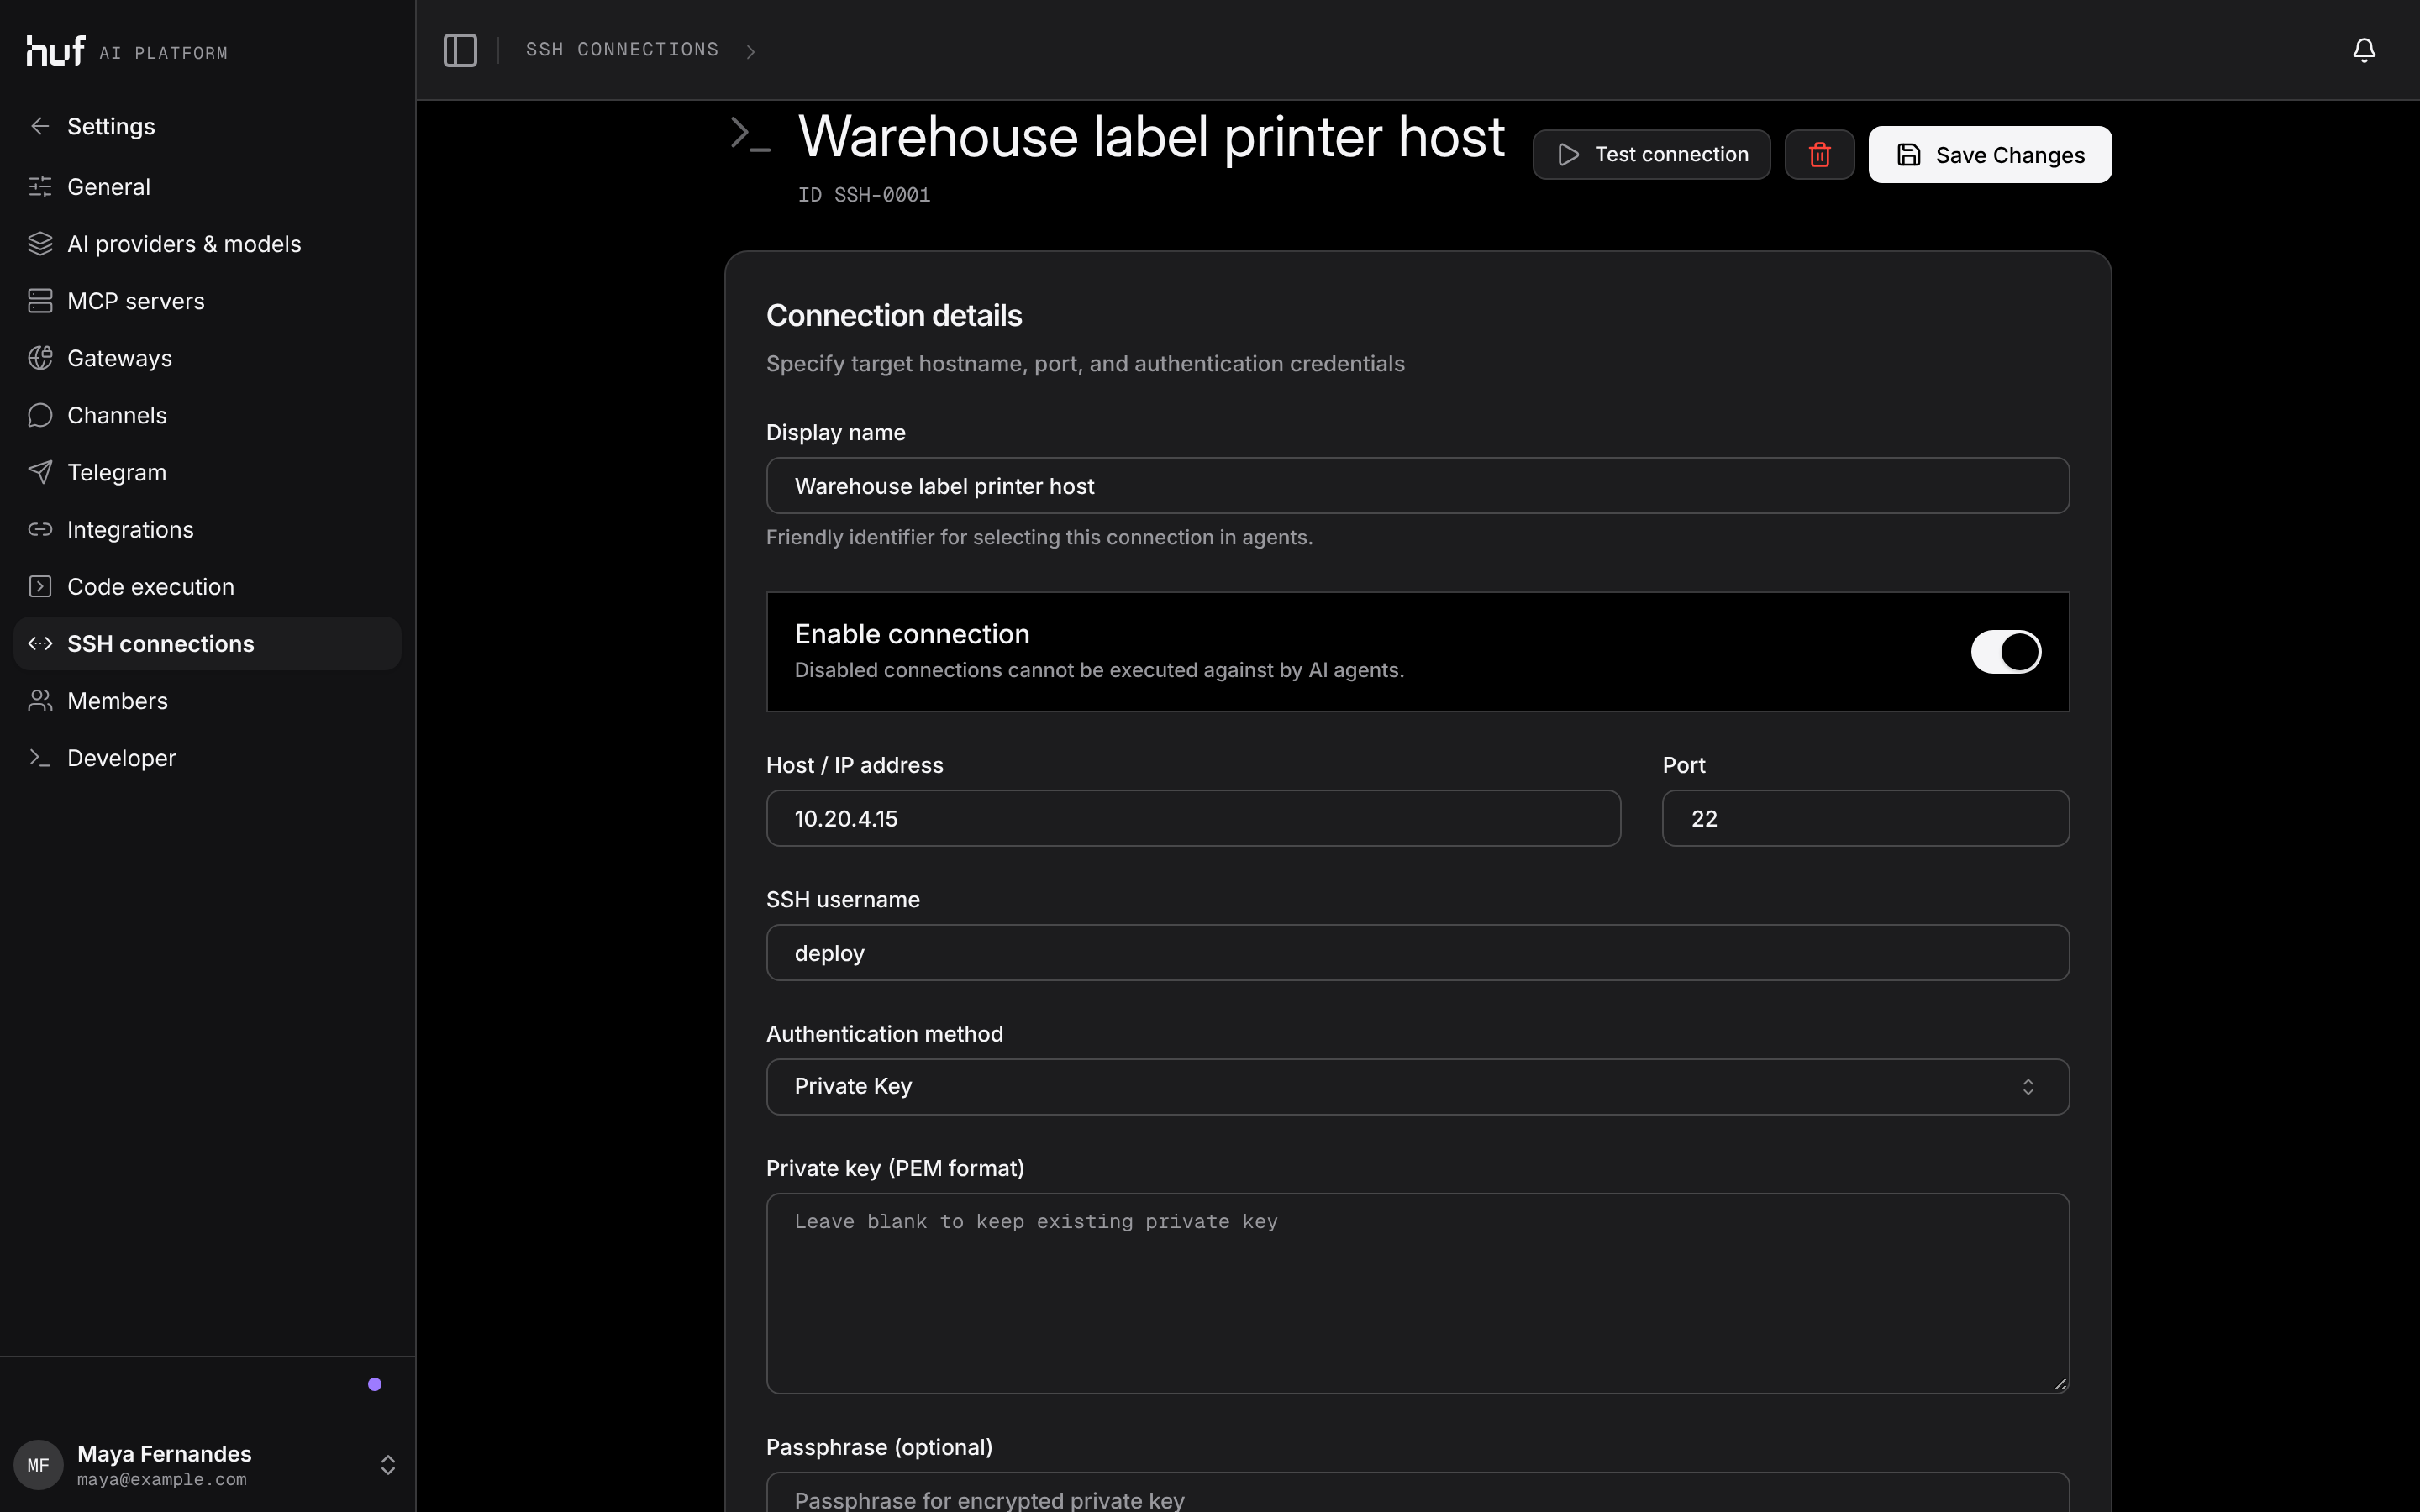 huf AI PLATFORM
Settings
General
AI providers & models
MCP servers
Gateways
Channels
Telegram
Integrations
Code execution
SSH connections
Members
Developer
MF
Maya Fernandes
maya@example.com
SSH CONNECTIONS
Warehouse label printer host
ID SSH-0001
Test connection
Save Changes
Connection details
Specify target hostname, port, and authentication credentials
Display name
Warehouse label printer host
Friendly identifier for selecting this connection in agents.
Enable connection
Disabled connections cannot be executed against by AI agents.
Host / IP address
10.20.4.15
Port
22
SSH username
deploy
Authentication method
Private Key
Private key (PEM format)
Leave blank to keep existing private key
Passphrase (optional)
Passphrase for encrypted private key